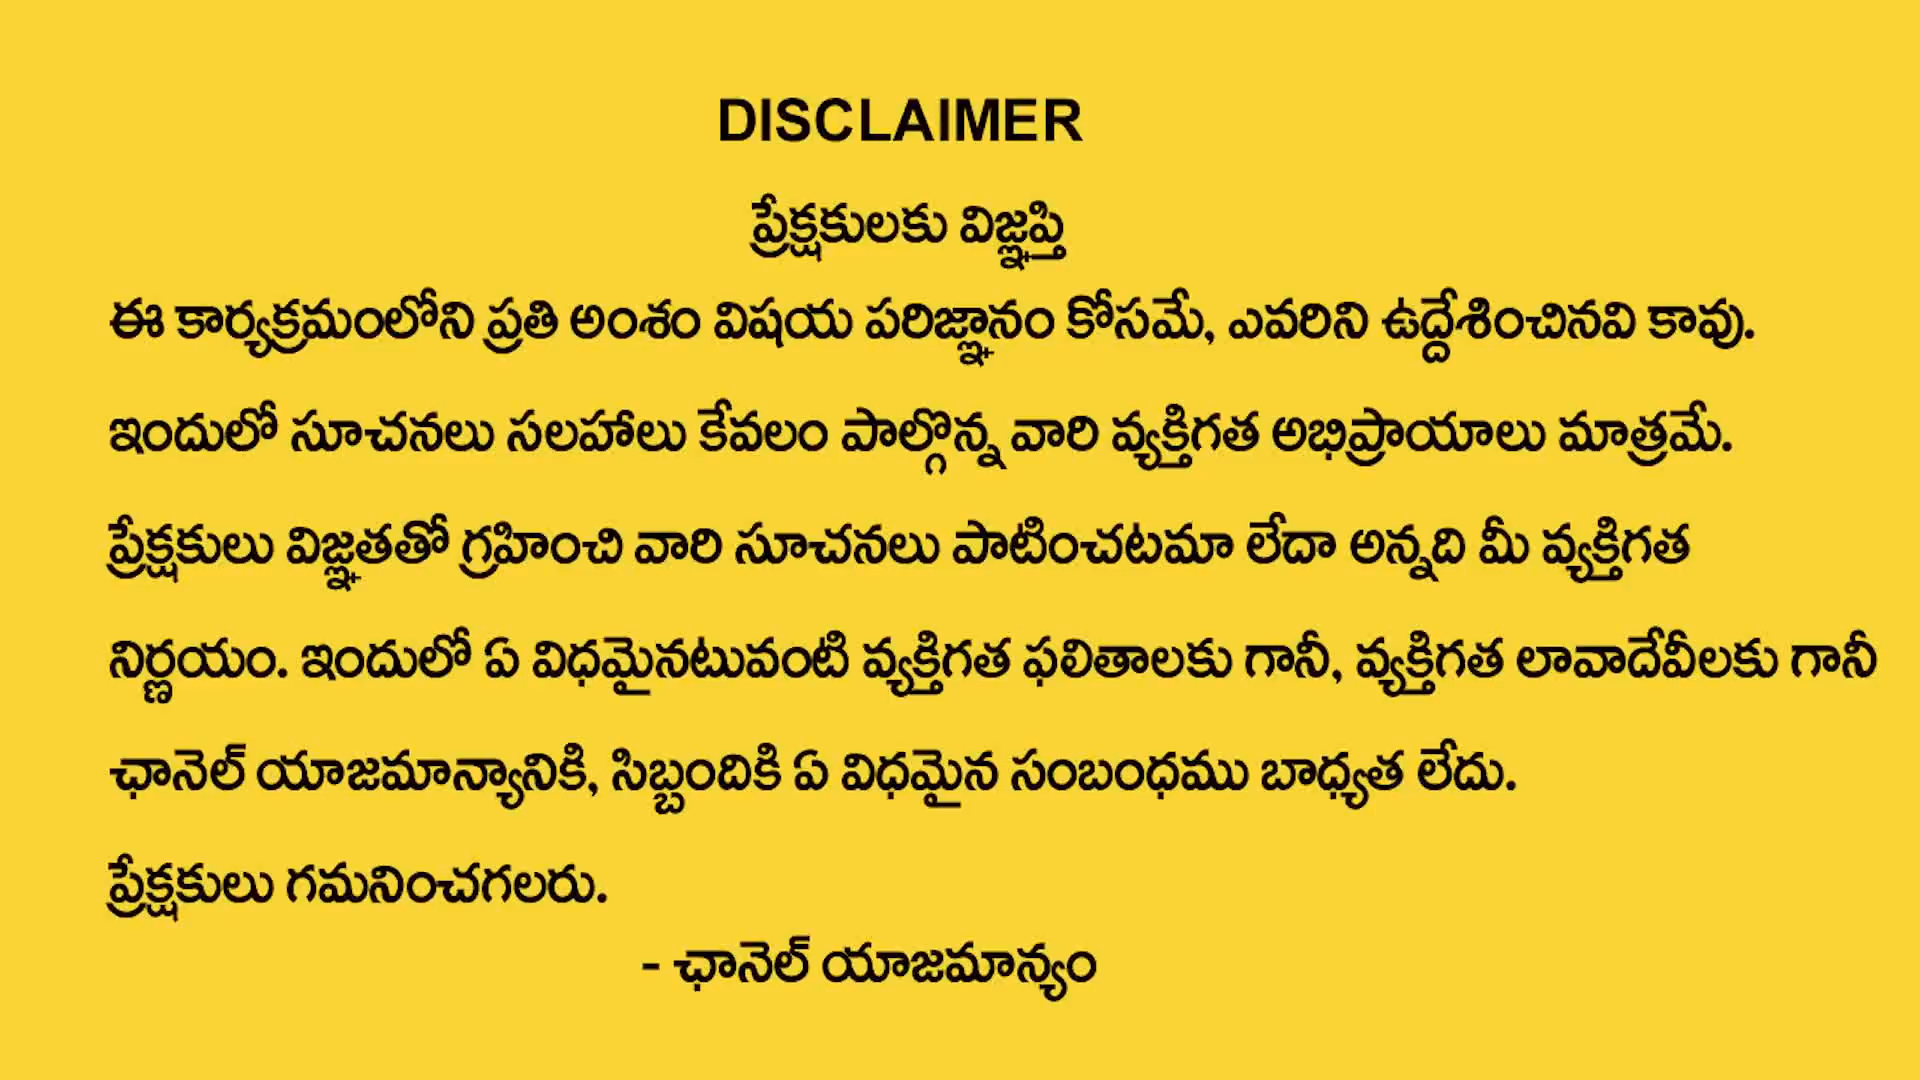 DISCLAIMER
ప్రేక్షకులకు విజ్ఞప్తి
ఈ కార్యక్రమంలోని ప్రతి అంశం విషయ పరిజ్ఞానం కోసమే, ఎవరిని ఉద్దేశించినవి కావు.
ఇందులో సూచనలు సలహాలు కేవలం పాల్గొన్న వారి వ్యక్తిగత అభిప్రాయాలు మాత్రమే.
ప్రేక్షకులు విజ్ఞతతో గ్రహించి వారి సూచనలు పాటించటమా లేదా అన్నది మీ వ్యక్తిగత
నిర్ణయం. ఇందులో ఏ విధమైనటువంటి వ్యక్తిగత ఫలితాలకు గానీ, వ్యక్తిగత లావాదేవీలకు గానీ
ఛానెల్ యాజమాన్యానికి, సిబ్బందికి ఏ విధమైన సంబంధము బాధ్యత లేదు.
ప్రేక్షకులు గమనించగలరు.
- ఛానెల్ యాజమాన్యం